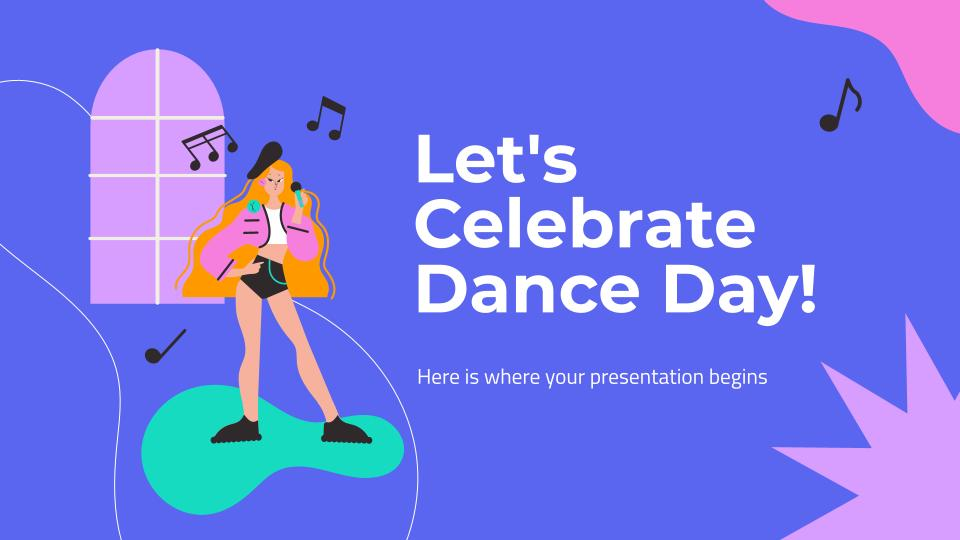 Let's
Celebrate
Dance Day!
Here is where your presentation begins